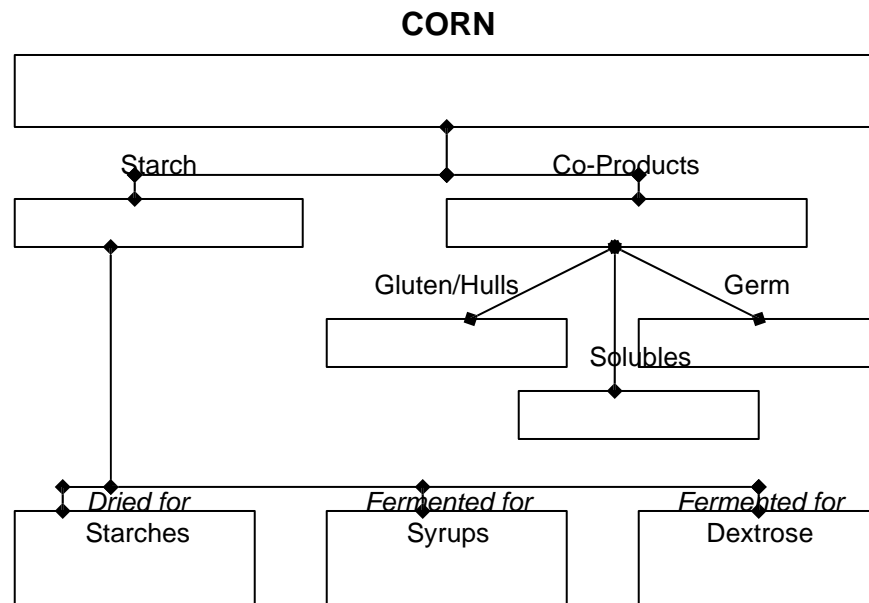 CORN
Starch
Co-Products
Gluten/Hulls
Germ
Solubles
Dried for
Starches
Fermented for
Syrups
Fermented for
Dextrose